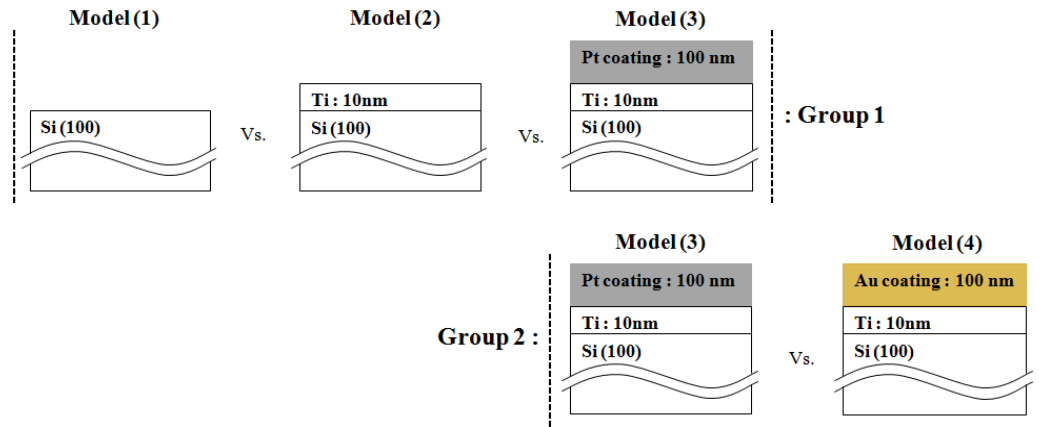 Model(1)
Model(2)
Model(3)
Pt coating : 100 nm
Ti : 10nm
Ti : 10nm
Si(100)
Vs.
Si(100)
Vs.
Si(100)
: Group 1
Model(3)
Model(4)
Pt coating : 100 nm
Au coating : 100 nm
Group 2 :
Ti : 10nm
Ti : 10nm
Si(100)
Vs.
Si(100)